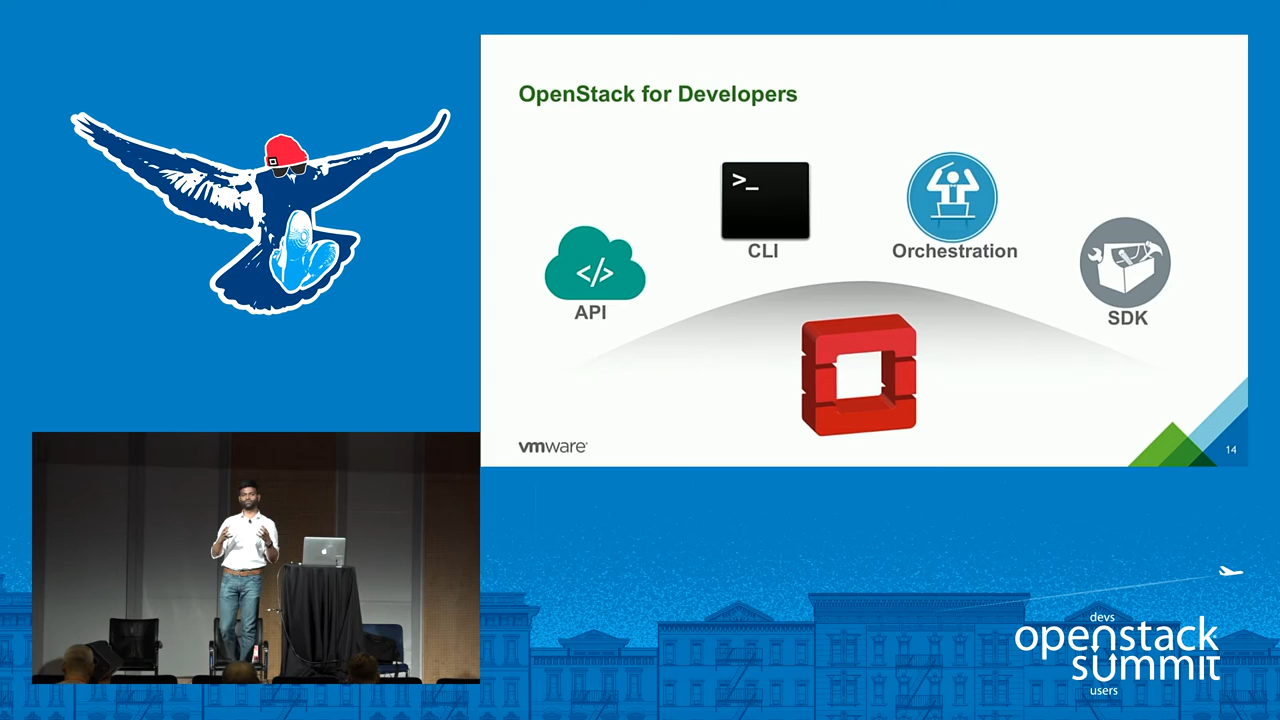 OpenStack for Developers
>_
CLI
Orchestration
</>
API
SDK
vmware
14
devs
openstack
summit
users